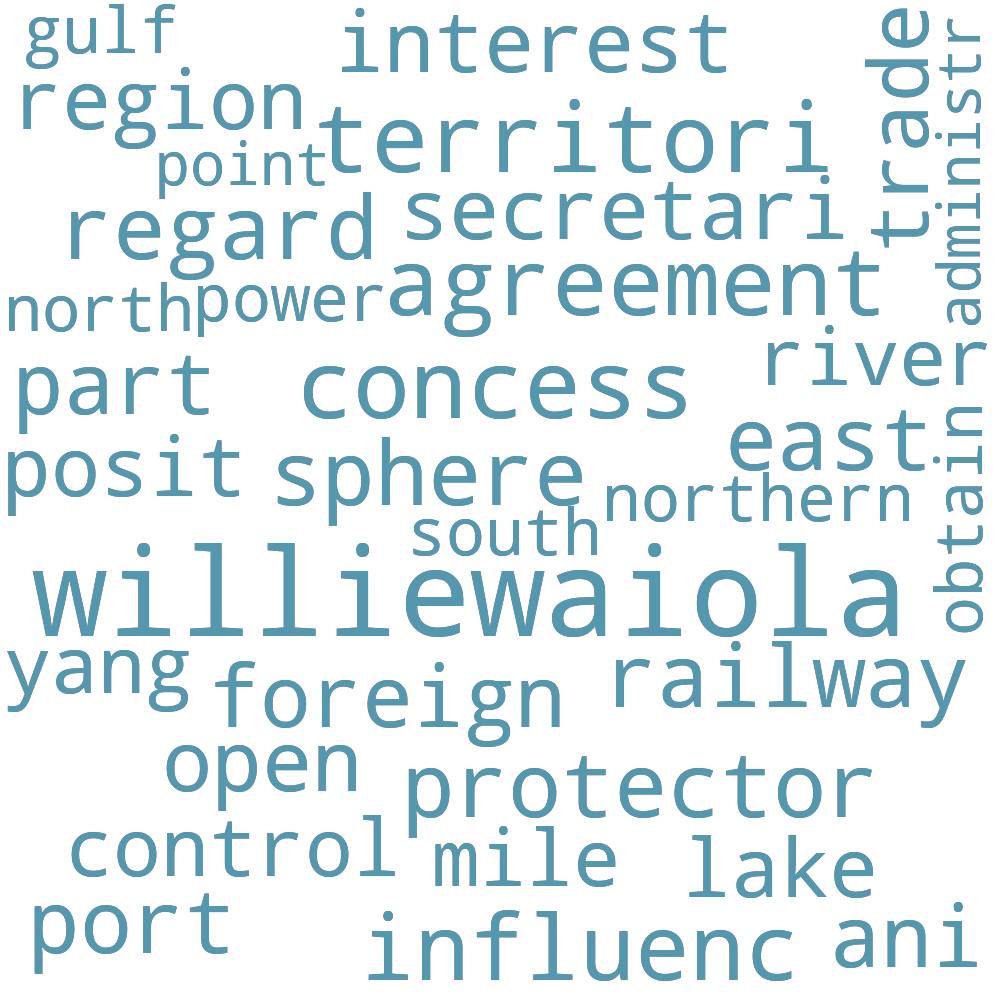 gulf
interest
trade
administr
region
territori
point
regard
secretari
north
power
agreement
river
part
concess
east
obtain
posit
sphere
northern
south
williewaiola
yang
foreign
railway
open
protector
control
mile
lake
port
influenc
ani